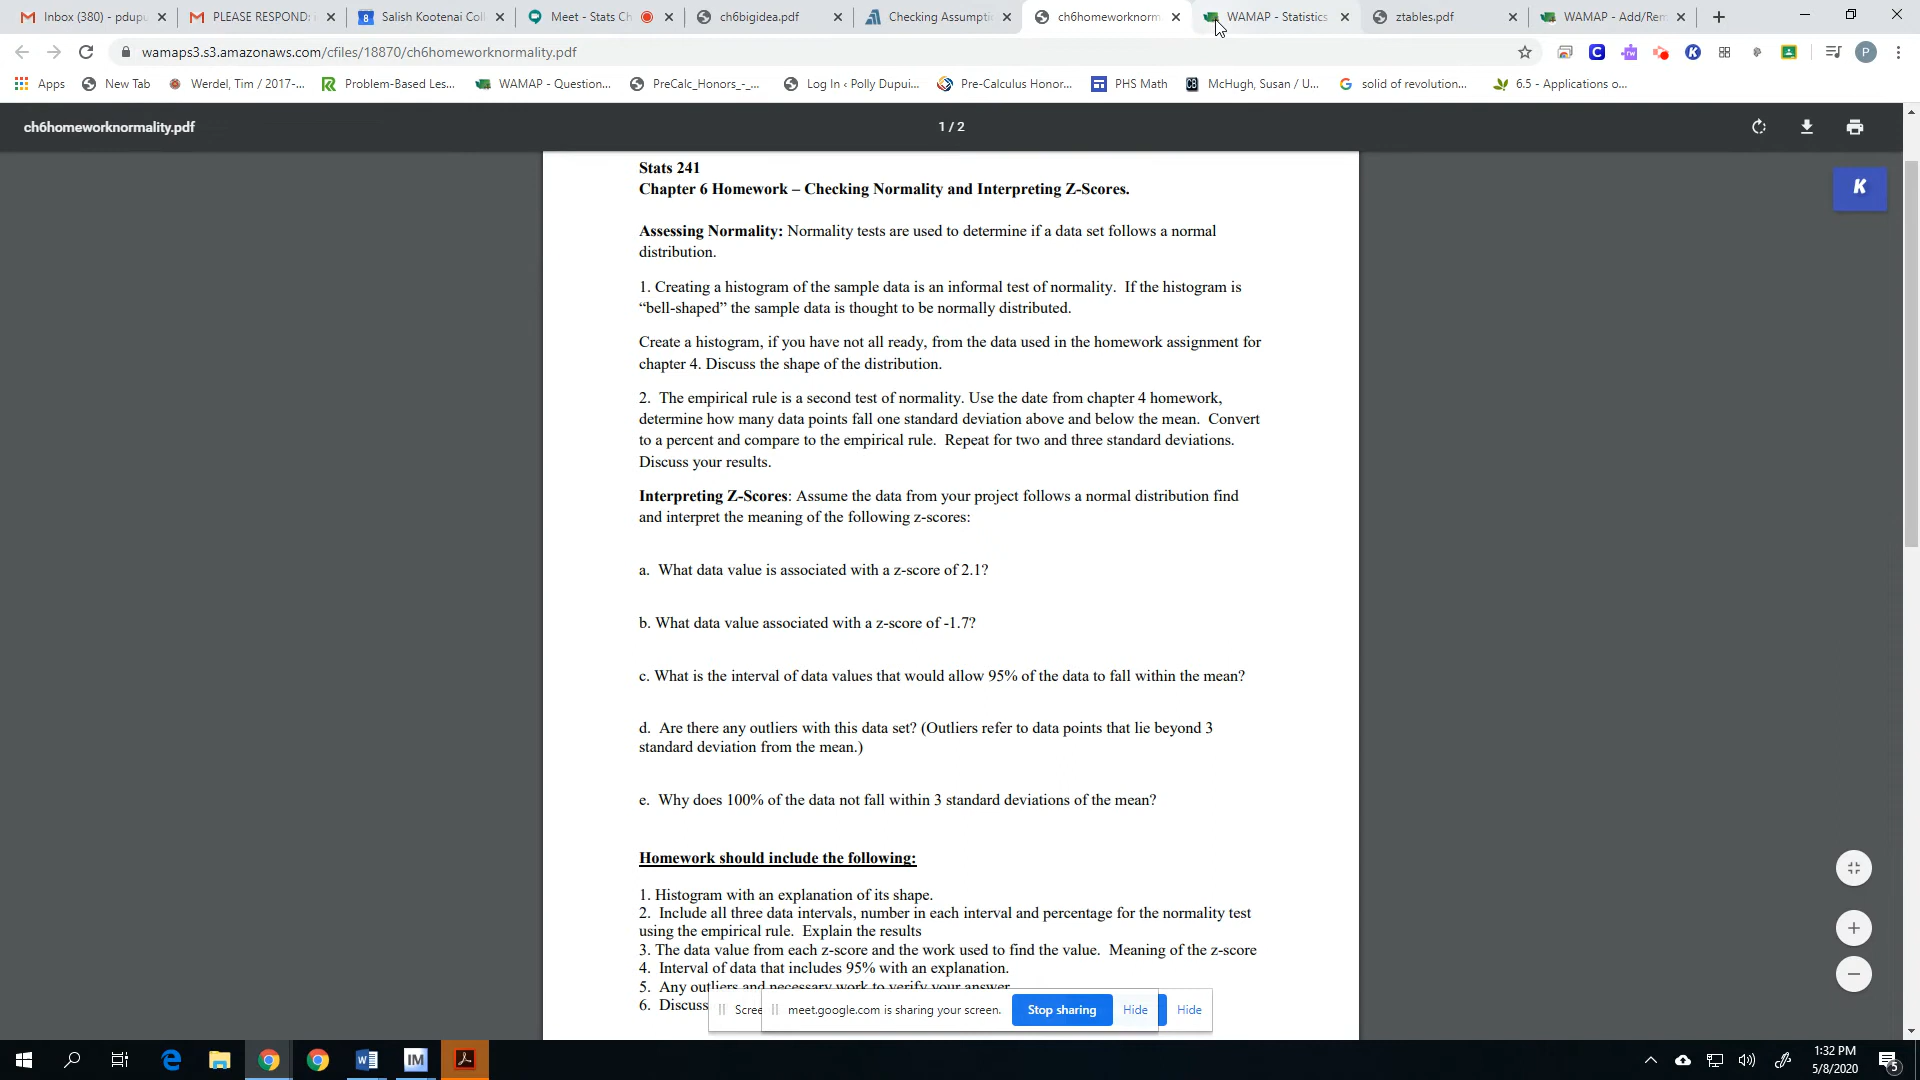 Inbox (380) - pdupu
PLEASE RESPOND:
Salish Kootenai Coll
Meet - Stats Ch
ch6bigidea.pdf
Checking Assumpti
ch6homeworknorm
WAMAP - Statistics
ztables.pdf
WAMAP - Add/Rem
wamaps3.s3.amazonaws.com/cfiles/18870/ch6homeworknormality.pdf
Apps
New Tab
Werdel, Tim / 2017-...
Problem-Based Les...
WAMAP - Question...
PreCalc_Honors_-_...
Log In ‹ Polly Dupui...
Pre-Calculus Honor...
PHS Math
McHugh, Susan / U...
solid of revolution...
6.5 - Applications o...
ch6homeworknormality.pdf
1 / 2
Stats 241
Chapter 6 Homework – Checking Normality and Interpreting Z-Scores.
Assessing Normality: Normality tests are used to determine if a data set follows a normal
distribution.
1. Creating a histogram of the sample data is an informal test of normality. If the histogram is
“bell-shaped” the sample data is thought to be normally distributed.
Create a histogram, if you have not all ready, from the data used in the homework assignment for
chapter 4. Discuss the shape of the distribution.
2. The empirical rule is a second test of normality. Use the date from chapter 4 homework,
determine how many data points fall one standard deviation above and below the mean. Convert
to a percent and compare to the empirical rule. Repeat for two and three standard deviations.
Discuss your results.
Interpreting Z-Scores: Assume the data from your project follows a normal distribution find
and interpret the meaning of the following z-scores:
a. What data value is associated with a z-score of 2.1?
b. What data value associated with a z-score of -1.7?
c. What is the interval of data values that would allow 95% of the data to fall within the mean?
d. Are there any outliers with this data set? (Outliers refer to data points that lie beyond 3
standard deviation from the mean.)
e. Why does 100% of the data not fall within 3 standard deviations of the mean?
Homework should include the following:
1. Histogram with an explanation of its shape.
2. Include all three data intervals, number in each interval and percentage for the normality test
using the empirical rule. Explain the results
3. The data value from each z-score and the work used to find the value. Meaning of the z-score
4. Interval of data that includes 95% with an explanation.
5. Any outliers and necessary work to verify your answer
6. Discuss
Scree
meet.google.com is sharing your screen.
Stop sharing
Hide
Hide
1:32 PM
5/8/2020
5